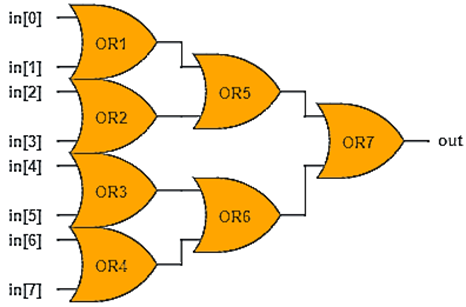 in[0]
OR1
in[1]
in[2]
OR5
OR2
in[3]
OR7
out
in[4]
OR3
in[5]
OR6
in[6]
OR4
in[7]